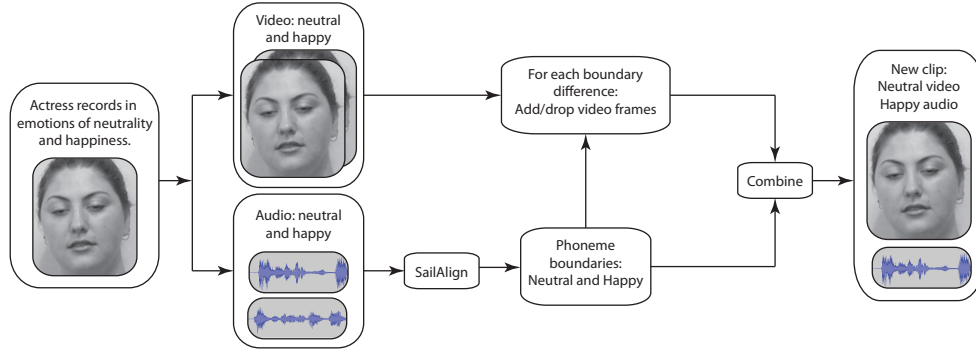 Actress records in
emotions of neutrality
and happiness.
Video: neutral
and happy
Audio: neutral
and happy
SailAlign
For each boundary
difference:
Add/drop video frames
Phoneme
boundaries:
Neutral and Happy
Combine
New clip:
Neutral video
Happy audio